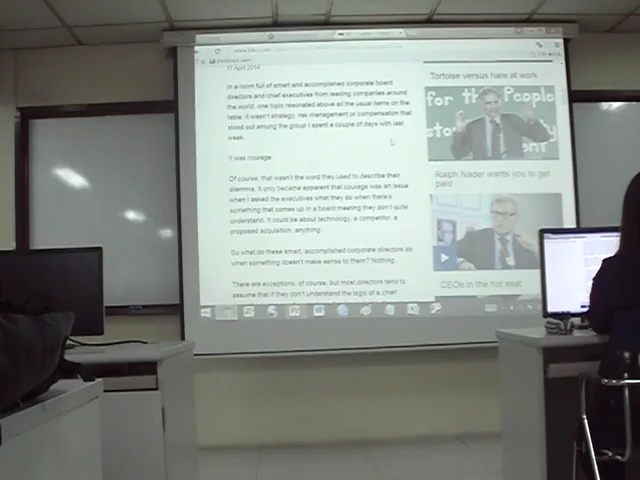 17 April 2014
In a room full of smart and accomplished corporate board
directors and chief executives from leading companies around
the world, one topic resonated above all the usual items on the
table. It wasn't strategy, risk management or compensation that
stood out among the group I spent a couple of days with last
week.
It was courage.
Of course, that wasn't the word they used to describe their
dilemma. It only became apparent that courage was an issue
when I asked the executives what they do when there's
something that comes up in a board meeting they don't quite
understand. It could be about technology, a competitor, a
proposed acquisition, anything.
So what do these smart, accomplished corporate directors do
when something doesn't make sense to them? Nothing.
There are exceptions, of course, but most directors tend to
assume that if they don't understand the logic of a chief
Tortoise versus hare at work
for the People
Ralph Nader wants you to get
paid
CEOs in the hot seat